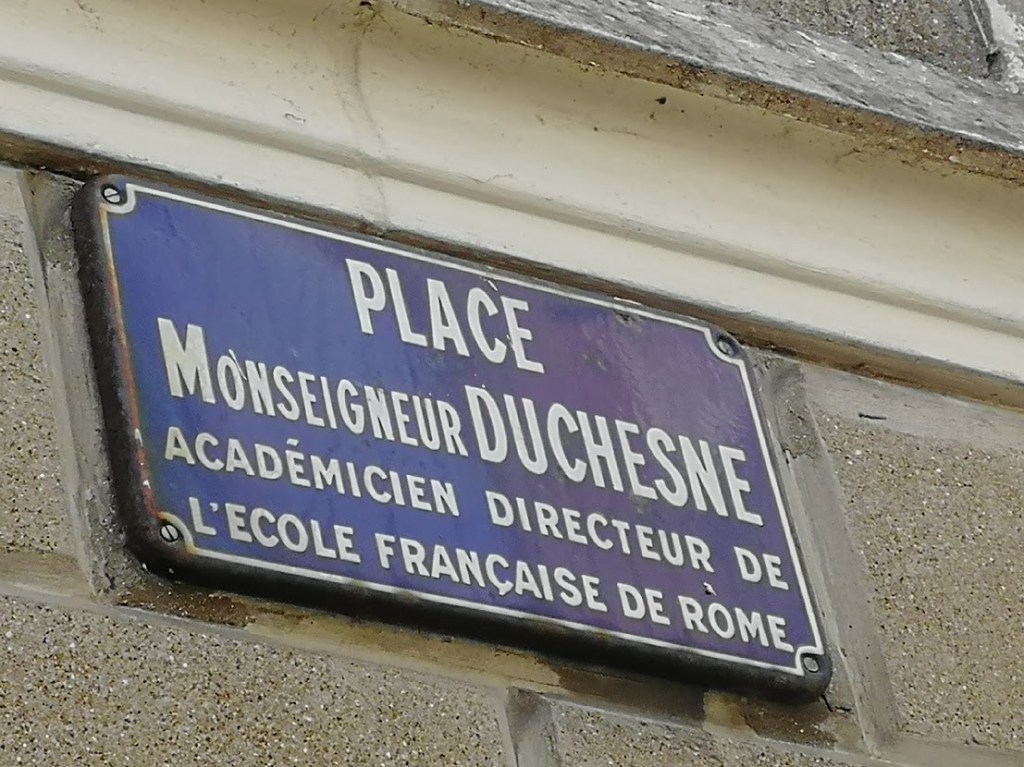 PLACE
MONSEIGNEUR DUCHESNE
ACADÉMICIEN DIRECTEUR DE
L'ECOLE FRANÇAISE DE ROME